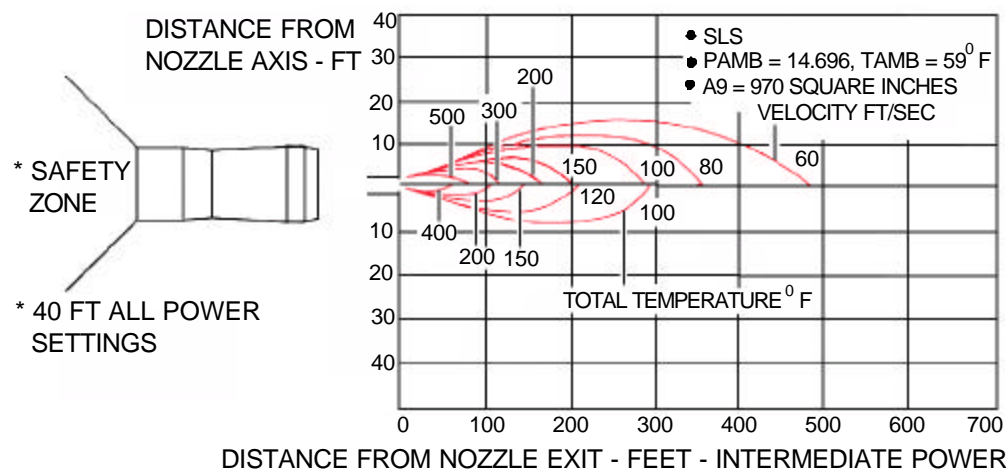 DISTANCE FROM
NOZZLE AXIS - FT
* SAFETY
ZONE
* 40 FT ALL POWER
SETTINGS
40
30
20
10
0
10
20
30
40
• SLS
• PAMB = 14.696, TAMB = 59⁰ F
• A9 = 970 SQUARE INCHES
VELOCITY FT/SEC
500
300
200
150
100
80
60
400
200
150
120
100
TOTAL TEMPERATURE ⁰ F
0 100 200 300 400 500 600 700
DISTANCE FROM NOZZLE EXIT - FEET - INTERMEDIATE POWER